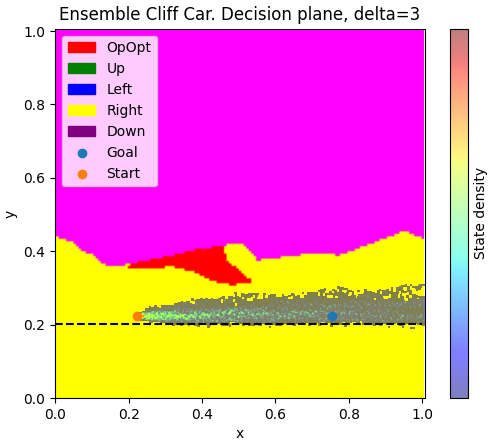 Ensemble Cliff Car. Decision plane, delta=3
1.0
0.8
0.6
0.4
0.2
0.0
y
OpOpt
Up
Left
Right
Down
Goal
Start
0.0 0.2 0.4 0.6 0.8 1.0
x
State density